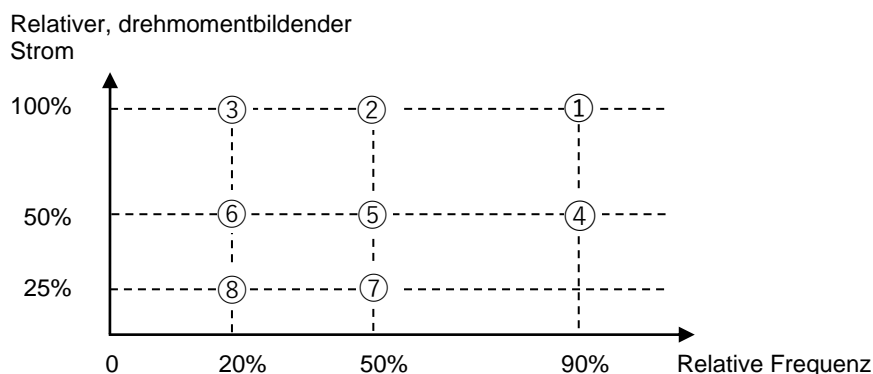 Relativer, drehmomentbildender
Strom
100% ③ ② ①
50% ⑥ ⑤ ④
25% ⑧ ⑦
0 20% 50% 90% Relative Frequenz